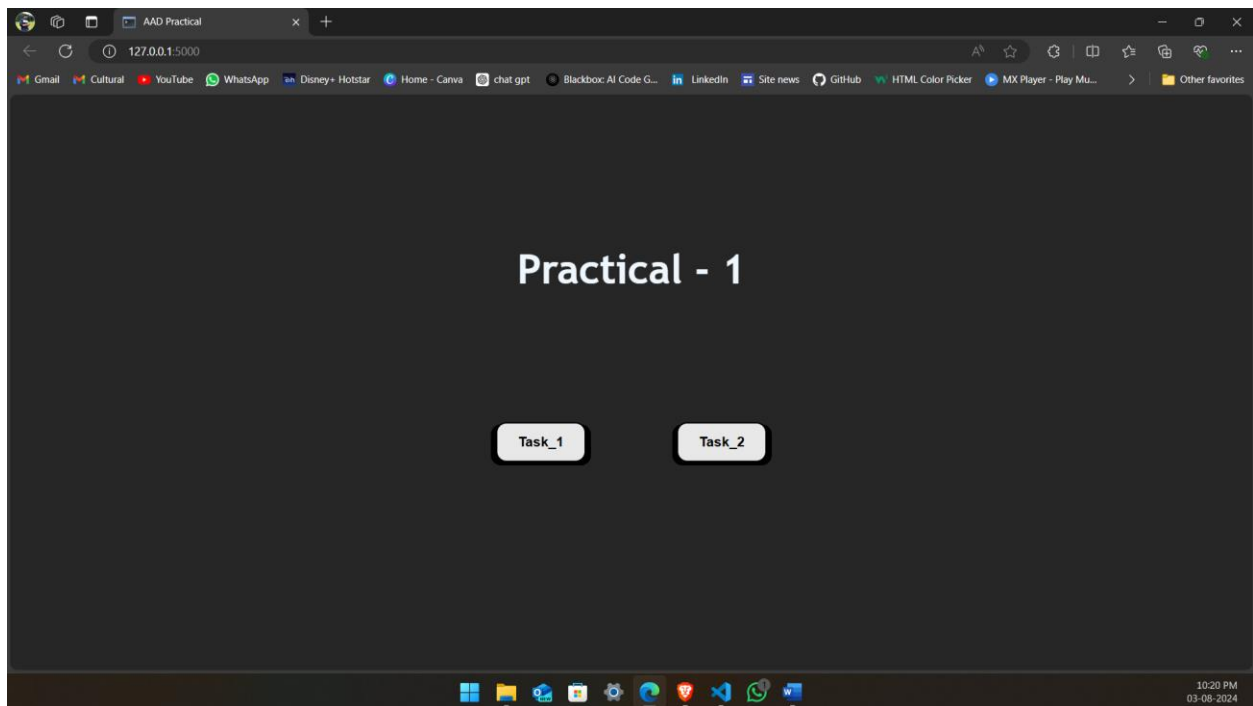 AAD Practical
127.0.0.1:5000
Gmail Cultural YouTube WhatsApp Disney+ Hotstar Home - Canva chat gpt Blackbox: AI Code G... LinkedIn Site news GitHub HTML Color Picker MX Player - Play Mu... Other favorites
Practical - 1
Task_1 Task_2
10:20 PM
03-08-2024